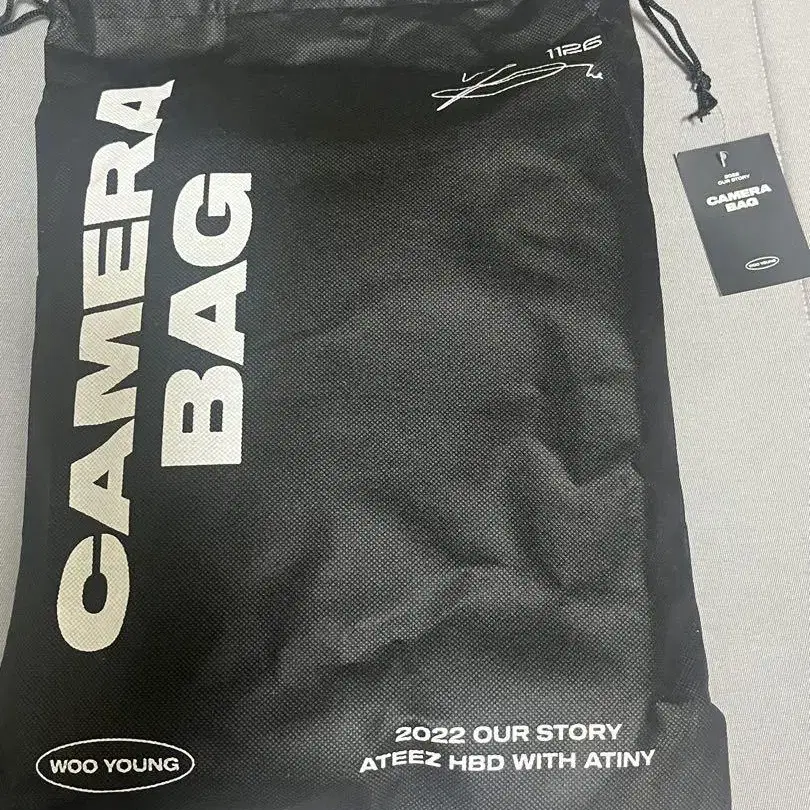 1126
CAMERA
BAG
2022
OUR STORY
CAMERA
BAG
WOO YOUNG
WOO YOUNG
2022 OUR STORY
ATEEZ HBD WITH ATINY